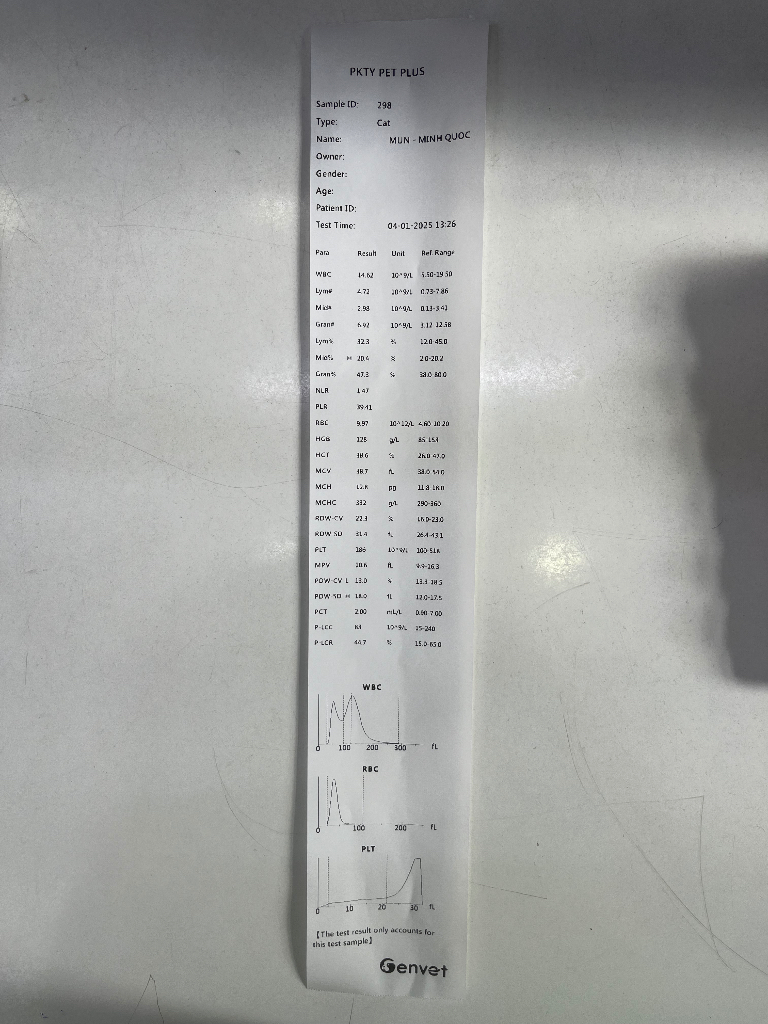 PKTY PET PLUS
Sample ID: 298
Type: Cat
Name: MUN - MINH QUOC
Owner:
Gender:
Age:
Patient ID:
Test Time: 04-01-2025 13:26
Para Result Unit Ref. Range
WBC 14.62 10^9/L 5.50-19.50
Lym# 4.72 10^9/L 0.73-7.86
Mid# 2.98 10^9/L 0.13-3.41
Gran# 6.92 10^9/L 3.12-12.58
Lym% 32.3 % 12.0-45.0
Mid% H 20.4 % 2.0-20.2
Gran% 47.3 % 38.0-80.0
NLR 1.47
PLR 39.41
RBC 9.97 10^12/L 4.60-10.20
HGB 128 g/L 85-153
HCT 38.6 % 26.0-47.0
MCV 38.7 fL 38.0-54.0
MCH 12.8 pg 11.8-18.0
MCHC 332 g/L 290-360
RDW-CV 22.3 % 16.0-23.0
RDW-SD 31.4 fL 26.4-43.1
PLT 186 10^9/L 100-518
MPV 10.6 fL 9.9-16.3
PDW-CV L 13.0 % 13.3-18.5
PDW-SD H 18.0 fL 12.0-17.5
PCT 2.00 mL/L 0.90-7.00
P-LCC 83 10^9/L 15-240
P-LCR 44.7 % 15.0-65.0
WBC
0 100 200 300 fL
RBC
0 100 200 fL
PLT
0 10 20 30 fL
【The test result only accounts for
this test sample】
Genvet